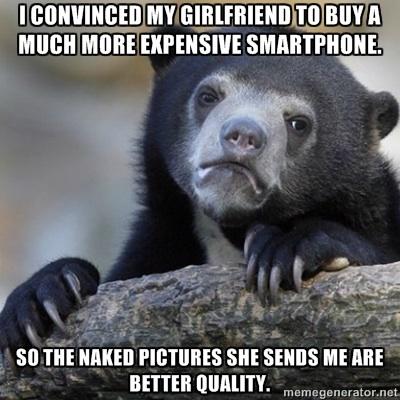 I CONVINCED MY GIRLFRIEND TO BUY A
MUCH MORE EXPENSIVE SMARTPHONE.
SO THE NAKED PICTURES SHE SENDS ME ARE
BETTER QUALITY.
memegenerator.net